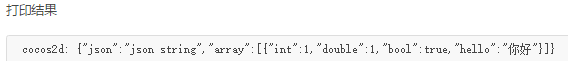 打印结果
cocos2d: {"json":"json string","array":[{"int":1,"double":1,"bool":true,"hello":"你好"}]}